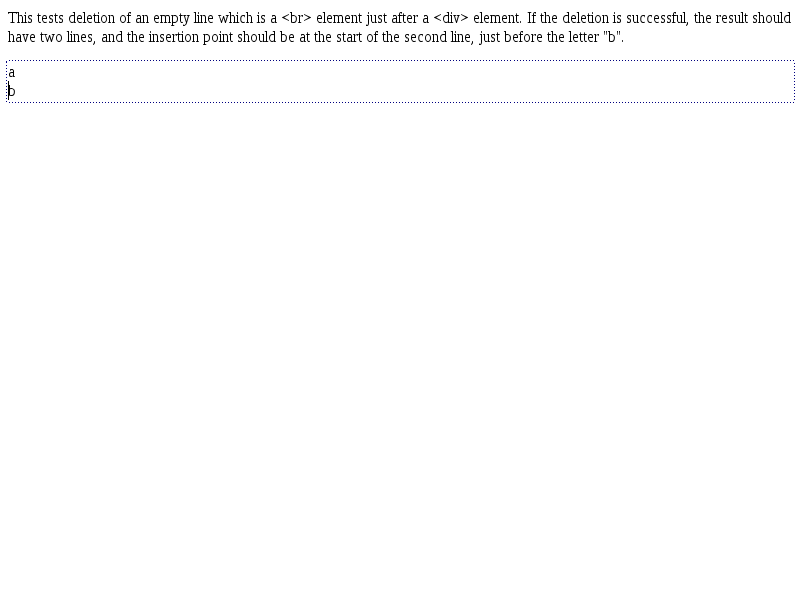 This tests deletion of an empty line which is a <br> element just after a <div> element. If the deletion is successful, the result should
have two lines, and the insertion point should be at the start of the second line, just before the letter "b".
a
b